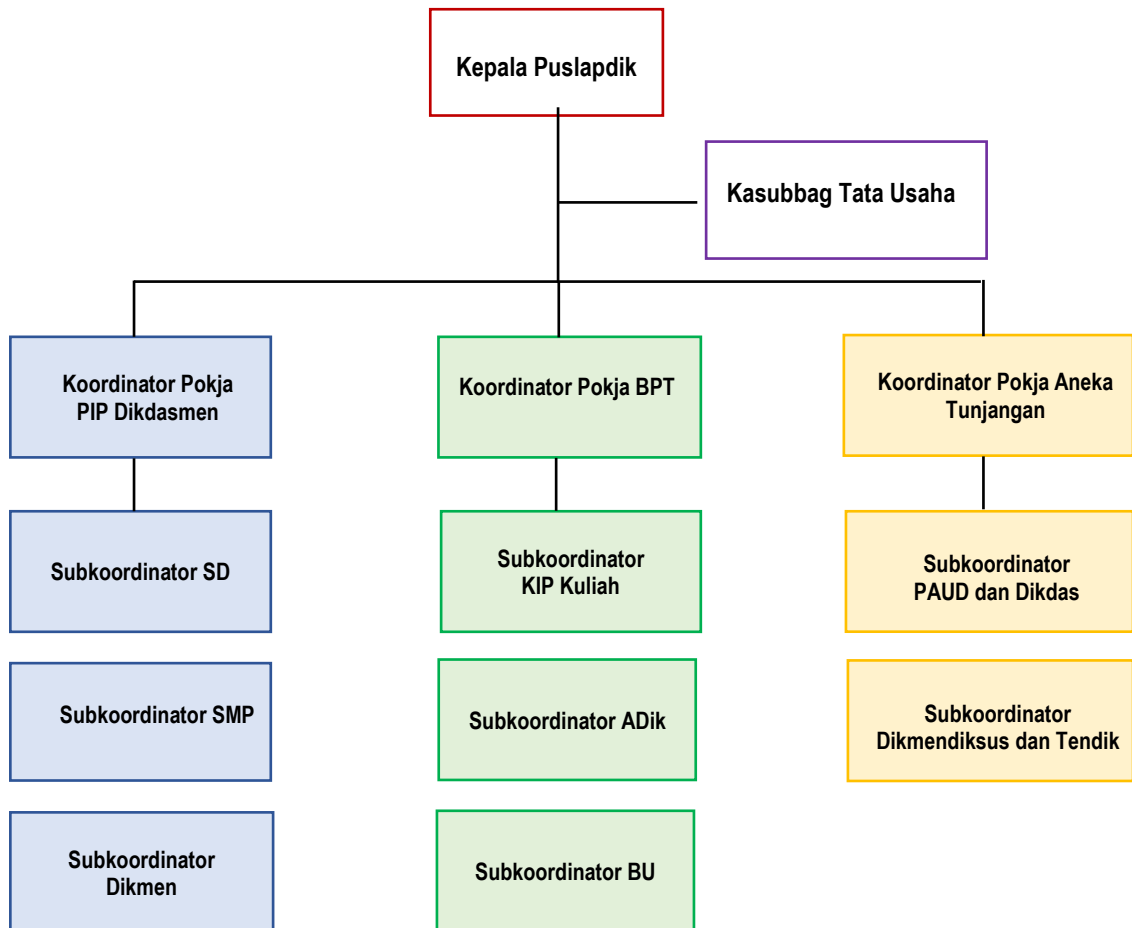 Kepala Puslapdik
Kasubbag Tata Usaha
Koordinator Pokja
PIP Dikdasmen
Koordinator Pokja BPT
Koordinator Pokja Aneka
Tunjangan
Subkoordinator SD
Subkoordinator
KIP Kuliah
Subkoordinator
PAUD dan Dikdas
Subkoordinator SMP
Subkoordinator ADik
Subkoordinator
Dikmendiksus dan Tendik
Subkoordinator
Dikmen
Subkoordinator BU